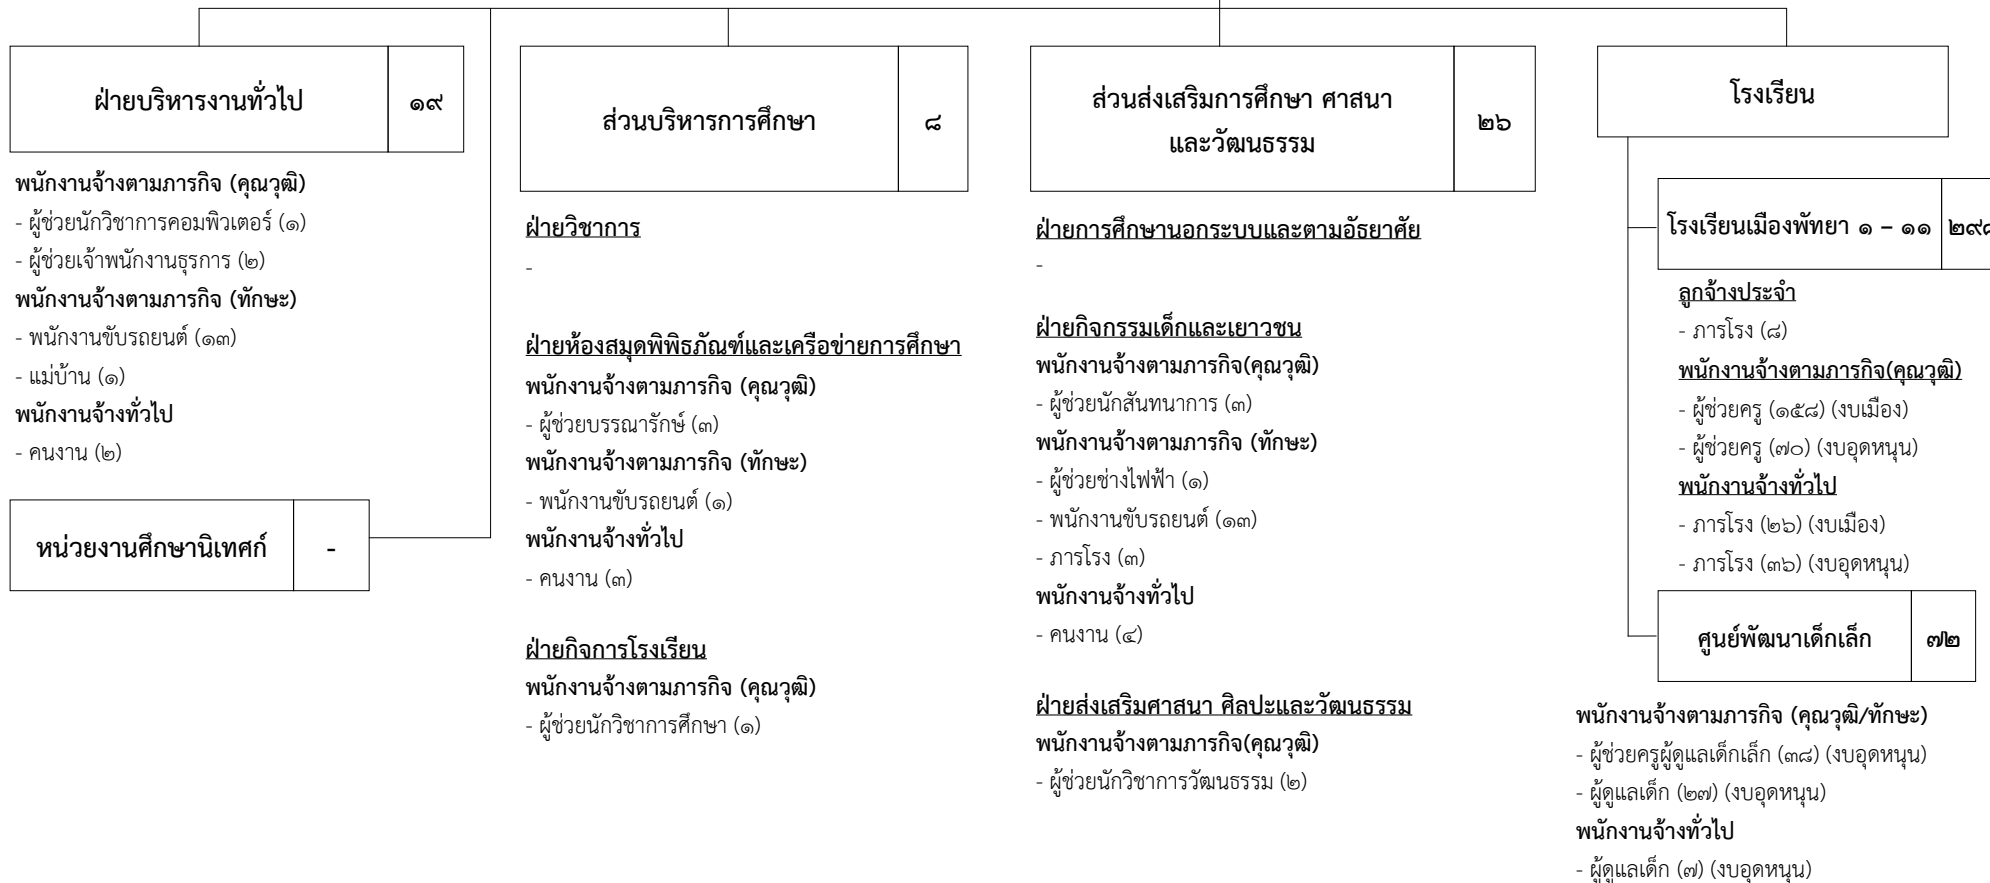 ฝ่ายบริหารงานทั่วไป ๑๙
พนักงานจ้างตามภารกิจ (คุณวุฒิ)
- ผู้ช่วยนักวิชาการคอมพิวเตอร์ (๑)
- ผู้ช่วยเจ้าพนักงานธุรการ (๒)
พนักงานจ้างตามภารกิจ (ทักษะ)
- พนักงานขับรถยนต์ (๑๓)
- แม่บ้าน (๑)
พนักงานจ้างทั่วไป
- คนงาน (๒)
หน่วยงานศึกษานิเทศก์ -
ส่วนบริหารการศึกษา ๘
ฝ่ายวิชาการ
-
ฝ่ายห้องสมุดพิพิธภัณฑ์และเครือข่ายการศึกษา
พนักงานจ้างตามภารกิจ (คุณวุฒิ)
- ผู้ช่วยบรรณารักษ์ (๓)
พนักงานจ้างตามภารกิจ (ทักษะ)
- พนักงานขับรถยนต์ (๑)
พนักงานจ้างทั่วไป
- คนงาน (๓)
ฝ่ายกิจการโรงเรียน
พนักงานจ้างตามภารกิจ (คุณวุฒิ)
- ผู้ช่วยนักวิชาการศึกษา (๑)
ส่วนส่งเสริมการศึกษา ศาสนา
และวัฒนธรรม ๒๖
ฝ่ายการศึกษานอกระบบและตามอัธยาศัย
-
ฝ่ายกิจกรรมเด็กและเยาวชน
พนักงานจ้างตามภารกิจ(คุณวุฒิ)
- ผู้ช่วยนักสันทนาการ (๓)
พนักงานจ้างตามภารกิจ (ทักษะ)
- ผู้ช่วยช่างไฟฟ้า (๑)
- พนักงานขับรถยนต์ (๑๓)
- ภารโรง (๓)
พนักงานจ้างทั่วไป
- คนงาน (๔)
ฝ่ายส่งเสริมศาสนา ศิลปะและวัฒนธรรม
พนักงานจ้างตามภารกิจ(คุณวุฒิ)
- ผู้ช่วยนักวิชาการวัฒนธรรม (๒)
โรงเรียน
โรงเรียนเมืองพัทยา ๑ – ๑๑ ๒๙๘
ลูกจ้างประจำ
- ภารโรง (๘)
พนักงานจ้างตามภารกิจ(คุณวุฒิ)
- ผู้ช่วยครู (๑๕๘) (งบเมือง)
- ผู้ช่วยครู (๗๐) (งบอุดหนุน)
พนักงานจ้างทั่วไป
- ภารโรง (๒๖) (งบเมือง)
- ภารโรง (๓๖) (งบอุดหนุน)
ศูนย์พัฒนาเด็กเล็ก ๗๒
พนักงานจ้างตามภารกิจ (คุณวุฒิ/ทักษะ)
- ผู้ช่วยครูผู้ดูแลเด็กเล็ก (๓๘) (งบอุดหนุน)
- ผู้ดูแลเด็ก (๒๗) (งบอุดหนุน)
พนักงานจ้างทั่วไป
- ผู้ดูแลเด็ก (๗) (งบอุดหนุน)